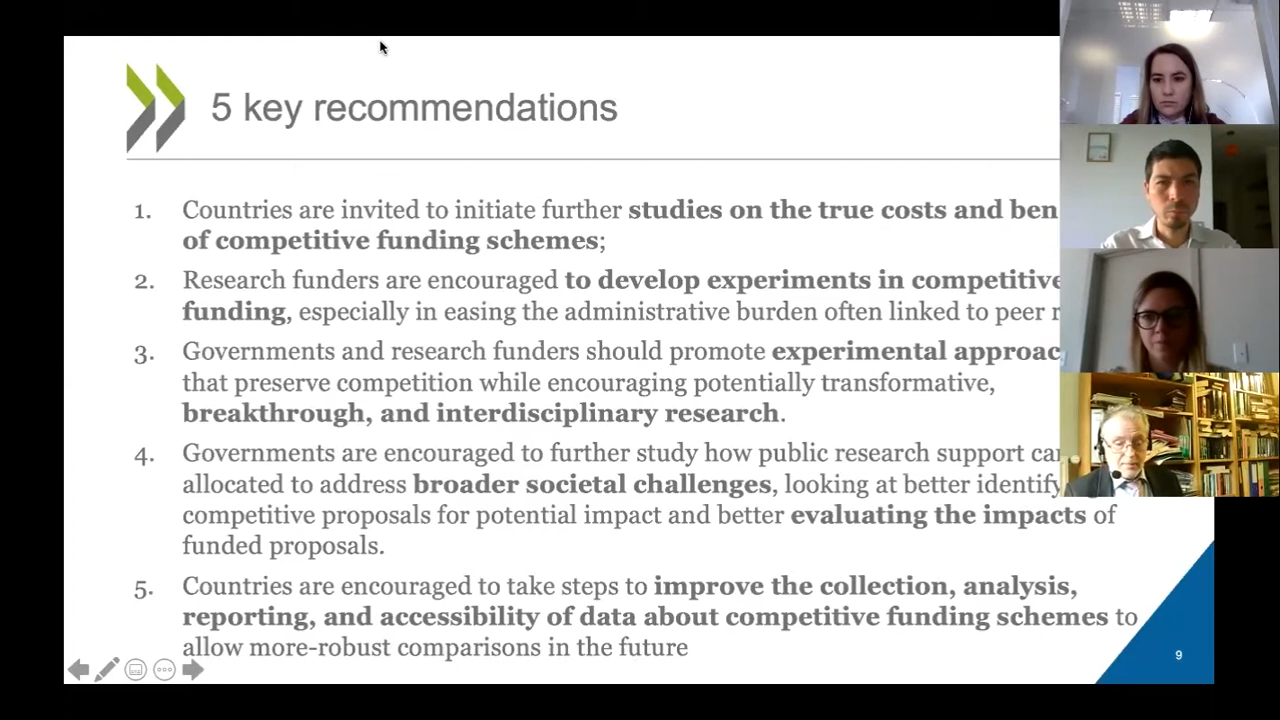 5 key recommendations
1. Countries are invited to initiate further studies on the true costs and ben
of competitive funding schemes;
2. Research funders are encouraged to develop experiments in competitive
funding, especially in easing the administrative burden often linked to peer r
3. Governments and research funders should promote experimental approac
that preserve competition while encouraging potentially transformative,
breakthrough, and interdisciplinary research.
4. Governments are encouraged to further study how public research support ca
allocated to address broader societal challenges, looking at better identify
competitive proposals for potential impact and better evaluating the impacts of
funded proposals.
5. Countries are encouraged to take steps to improve the collection, analysis,
reporting, and accessibility of data about competitive funding schemes to
allow more-robust comparisons in the future
9